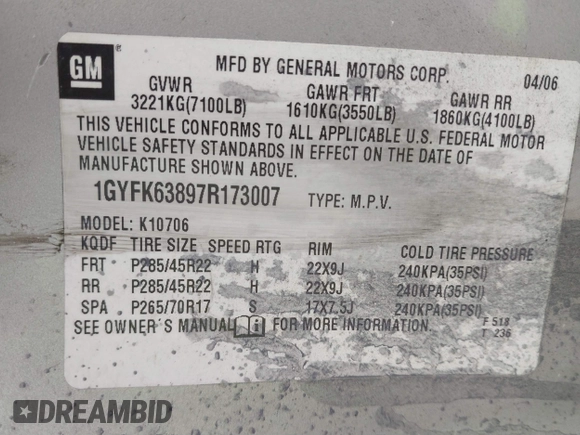 GM ®
MFD BY GENERAL MOTORS CORP. 04/06
GVWR GAWR FRT GAWR RR
3221KG(7100LB) 1610KG(3550LB) 1860KG(4100LB)
THIS VEHICLE CONFORMS TO ALL APPLICABLE U.S. FEDERAL MOTOR
VEHICLE SAFETY STANDARDS IN EFFECT ON THE DATE OF
MANUFACTURE SHOWN ABOVE.
1GYFK63897R173007 TYPE: M.P.V.
MODEL: K10706
KQDF TIRE SIZE SPEED RTG RIM COLD TIRE PRESSURE
FRT P285/45R22 H 22X9J 240KPA(35PSI)
RR P285/45R22 H 22X9J 240KPA(35PSI)
SPA P265/70R17 S 17X7.5J 240KPA(35PSI)
SEE OWNER'S MANUAL i FOR MORE INFORMATION. F 518
T 236
DREAMBID